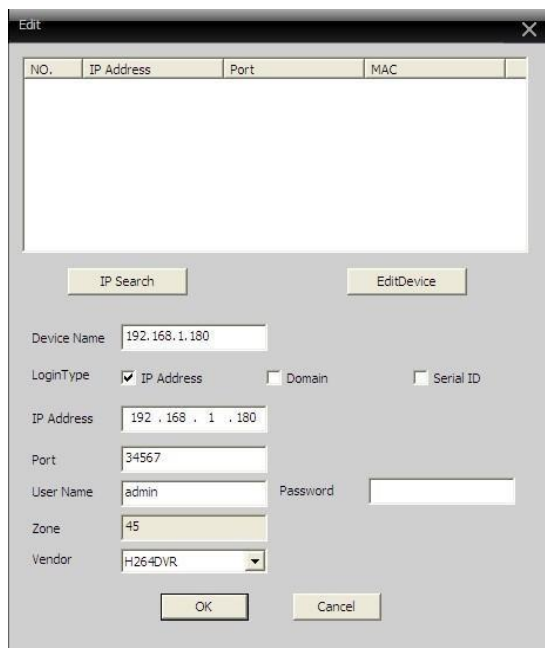 Edit
NO. IP Address Port MAC
IP Search EditDevice
Device Name 192.168.1.180
LoginType IP Address Domain Serial ID
IP Address 192 . 168 . 1 . 180
Port 34567
User Name admin Password
Zone 45
Vendor H264DVR
OK Cancel